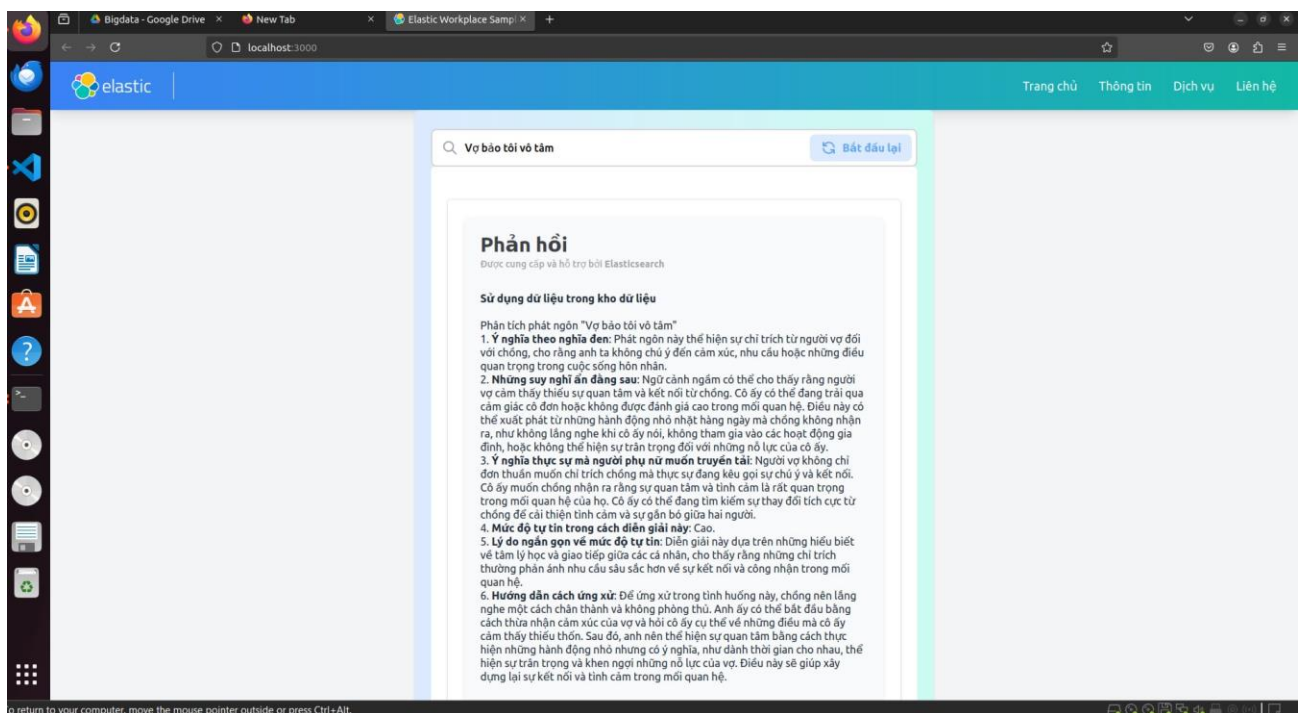 Bigdata - Google Drive
New Tab
Elastic Workplace Sampl
localhost:3000
elastic
Trang chủ Thông tin Dịch vụ Liên hệ
Vợ bảo tôi vô tâm
Bắt đầu lại
Phản hồi
Được cung cấp và hỗ trợ bởi Elasticsearch
Sử dụng dữ liệu trong kho dữ liệu
Phân tích phát ngôn "Vợ bảo tôi vô tâm"
1. Ý nghĩa theo nghĩa đen: Phát ngôn này thể hiện sự chỉ trích từ người vợ đối
với chồng, cho rằng anh ta không chú ý đến cảm xúc, nhu cầu hoặc những điều
quan trọng trong cuộc sống hôn nhân.
2. Những suy nghĩ ẩn đằng sau: Ngữ cảnh ngầm có thể cho thấy rằng người
vợ cảm thấy thiếu sự quan tâm và kết nối từ chồng. Cô ấy có thể đang trải qua
cảm giác cô đơn hoặc không được đánh giá cao trong mối quan hệ. Điều này có
thể xuất phát từ những hành động nhỏ nhặt hàng ngày mà chồng không nhận
ra, như không lắng nghe khi cô ấy nói, không tham gia vào các hoạt động gia
đình, hoặc không thể hiện sự trân trọng đối với những nỗ lực của cô ấy.
3. Ý nghĩa thực sự mà người phụ nữ muốn truyền tải: Người vợ không chỉ
đơn thuần muốn chỉ trích chồng mà thực sự đang kêu gọi sự chú ý và kết nối.
Cô ấy muốn chồng nhận ra rằng sự quan tâm và tình cảm là rất quan trọng
trong mối quan hệ của họ. Cô ấy có thể đang tìm kiếm sự thay đổi tích cực từ
chồng để cải thiện tình cảm và sự gắn bó giữa hai người.
4. Mức độ tự tin trong cách diễn giải này: Cao.
5. Lý do ngắn gọn về mức độ tự tin: Diễn giải này dựa trên những hiểu biết
về tâm lý học và giao tiếp giữa các cá nhân, cho thấy rằng những chỉ trích
thường phản ánh nhu cầu sâu sắc hơn về sự kết nối và công nhận trong mối
quan hệ.
6. Hướng dẫn cách ứng xử: Để ứng xử trong tình huống này, chồng nên lắng
nghe một cách chân thành và không phòng thủ. Anh ấy có thể bắt đầu bằng
cách thừa nhận cảm xúc của vợ và hỏi cô ấy cụ thể về những điều mà cô ấy
cảm thấy thiếu thốn. Sau đó, anh nên thể hiện sự quan tâm bằng cách thực
hiện những hành động nhỏ nhưng có ý nghĩa, như dành thời gian cho nhau, thể
hiện sự trân trọng và khen ngợi những nỗ lực của vợ. Điều này sẽ giúp xây
dựng lại sự kết nối và tình cảm trong mối quan hệ.
o return to your computer, move the mouse pointer outside or press Ctrl+Alt.